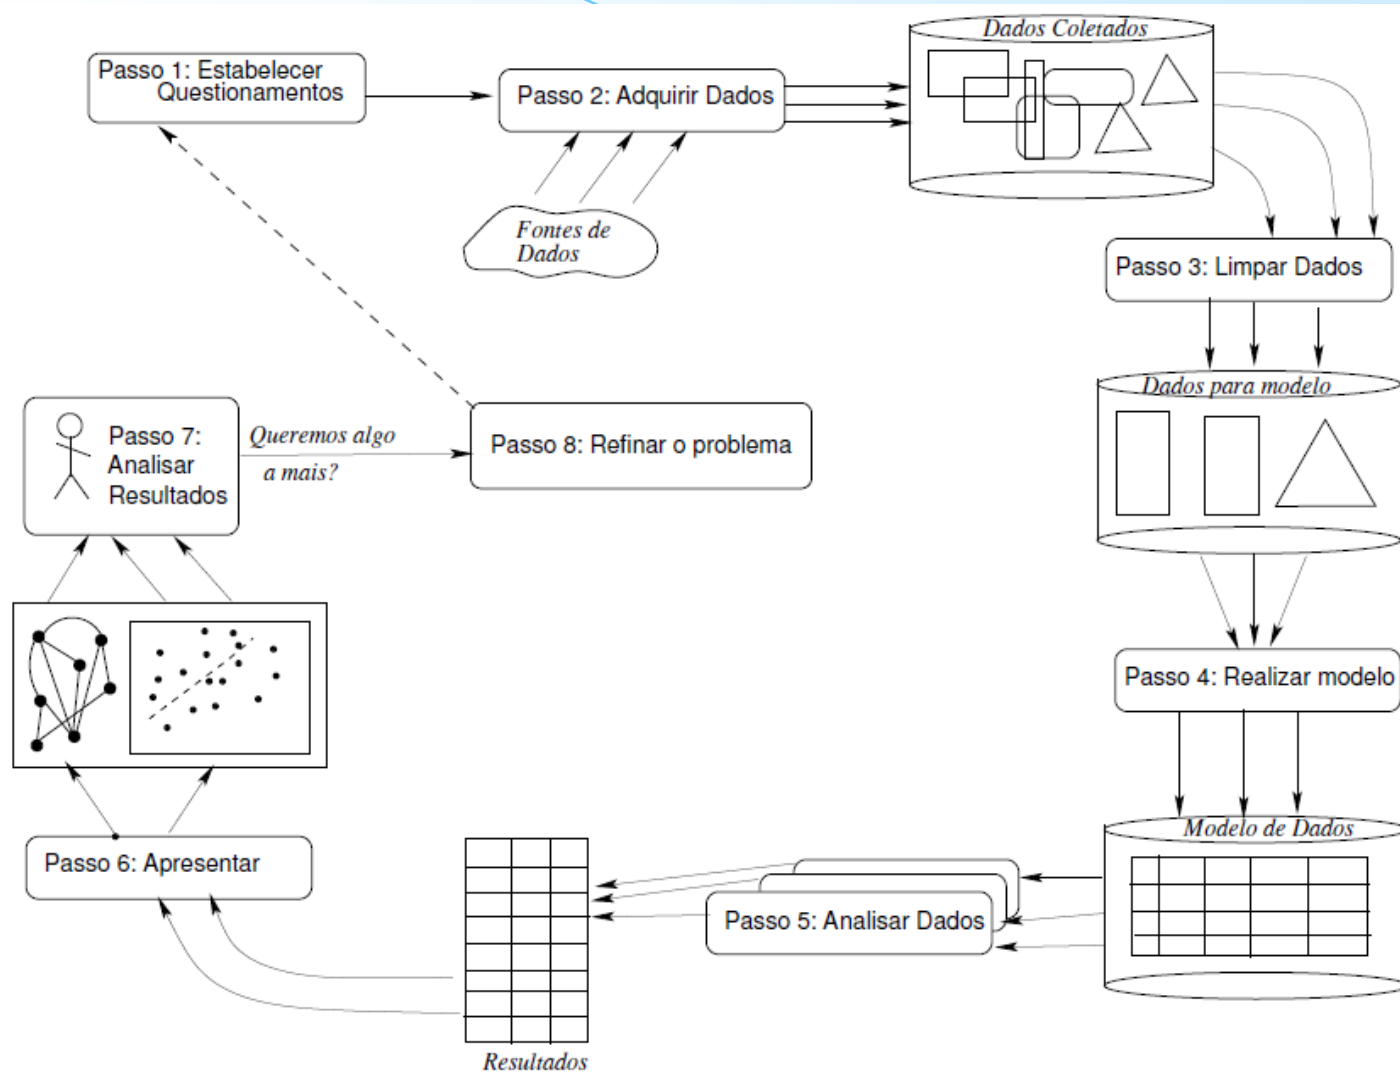 Passo 1: Estabelecer
Questionamentos
Passo 2: Adquirir Dados
Dados Coletados
Fontes de
Dados
Passo 3: Limpar Dados
Dados para modelo
Passo 4: Realizar modelo
Modelo de Dados
Passo 5: Analisar Dados
Resultados
Passo 6: Apresentar
Passo 7:
Analisar
Resultados
Queremos algo
a mais?
Passo 8: Refinar o problema